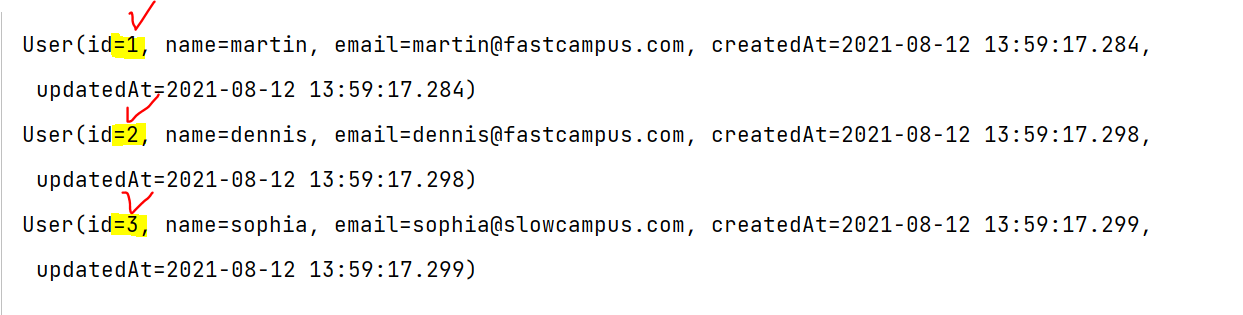 User(id=1, name=martin, email=martin@fastcampus.com, createdAt=2021-08-12 13:59:17.284,
updatedAt=2021-08-12 13:59:17.284)
User(id=2, name=dennis, email=dennis@fastcampus.com, createdAt=2021-08-12 13:59:17.298,
updatedAt=2021-08-12 13:59:17.298)
User(id=3, name=sophia, email=sophia@slowcampus.com, createdAt=2021-08-12 13:59:17.299,
updatedAt=2021-08-12 13:59:17.299)